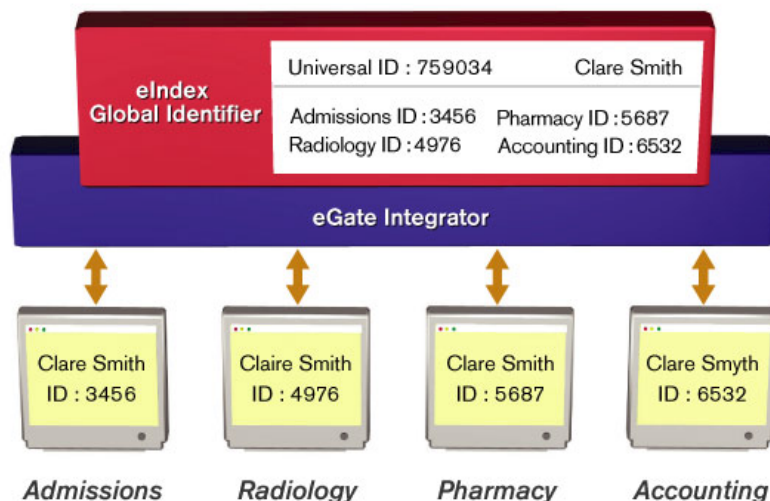 eIndex
Global Identifier
Universal ID : 759034 Clare Smith
Admissions ID : 3456 Pharmacy ID : 5687
Radiology ID : 4976 Accounting ID : 6532
eGate Integrator
Clare Smith
ID : 3456
Claire Smith
ID : 4976
Clare Smith
ID : 5687
Clare Smyth
ID : 6532
Admissions Radiology Pharmacy Accounting